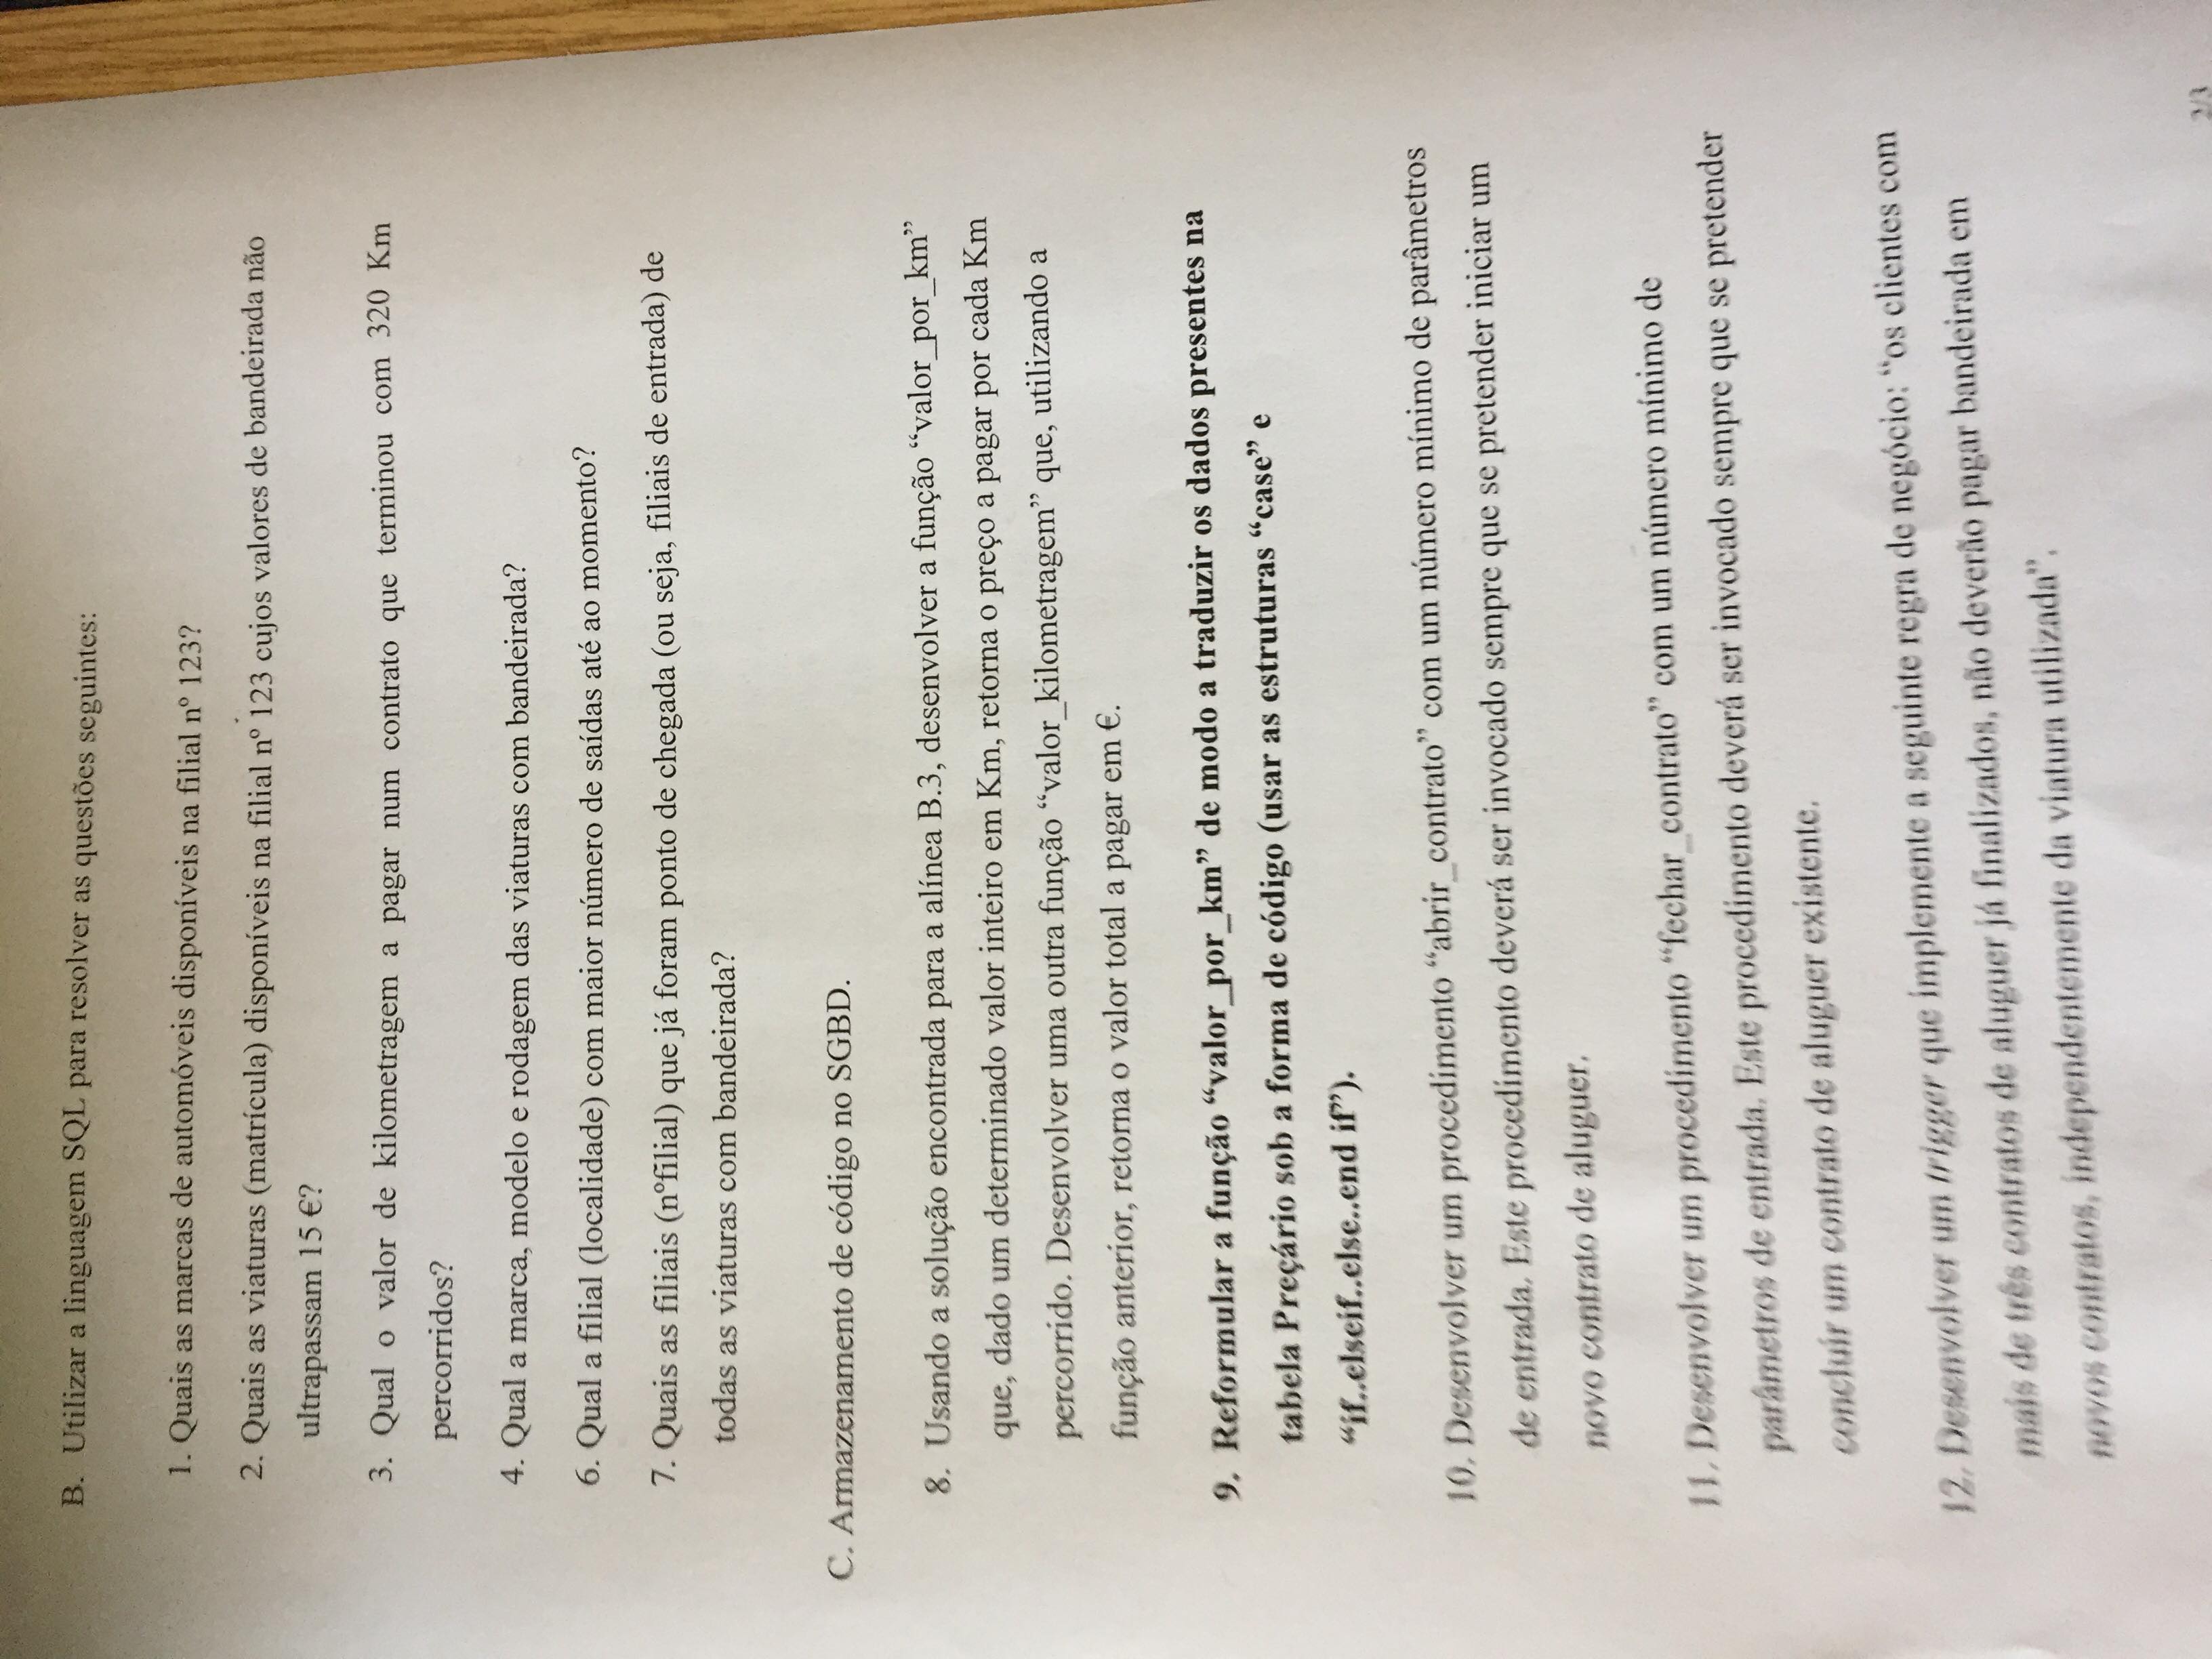 B. Utilizar a linguagem SQL para resolver as questões seguintes:
1. Quais as marcas de automóveis disponíveis na filial nº 123?
2. Quais as viaturas (matrícula) disponíveis na filial nº 123 cujos valores de bandeirada não
ultrapassam 15 €?
3. Qual o valor de kilometragem a pagar num contrato que terminou com 320 Km
percorridos?
4. Qual a marca, modelo e rodagem das viaturas com bandeirada?
6. Qual a filial (localidade) com maior número de saídas até ao momento?
7. Quais as filiais (nºfilial) que já foram ponto de chegada (ou seja, filiais de entrada) de
todas as viaturas com bandeirada?
C. Armazenamento de código no SGBD.
8. Usando a solução encontrada para a alínea B.3, desenvolver a função “valor_por_km”
que, dado um determinado valor inteiro em Km, retorna o preço a pagar por cada Km
percorrido. Desenvolver uma outra função “valor_kilometragem” que, utilizando a
função anterior, retorna o valor total a pagar em €.
9. Reformular a função “valor_por_km” de modo a traduzir os dados presentes na
tabela Preçário sob a forma de código (usar as estruturas “case” e
“if..elseif..else..end if”).
10. Desenvolver um procedimento “abrir_contrato” com um número mínimo de parâmetros
de entrada. Este procedimento deverá ser invocado sempre que se pretender iniciar um
novo contrato de aluguer.
11. Desenvolver um procedimento “fechar_contrato” com um número mínimo de
parâmetros de entrada. Este procedimento deverá ser invocado sempre que se pretender
concluír um contrato de aluguer existente.
12. Desenvolver um trigger que implemente a seguinte regra de negócio: “os clientes com
mais de três contratos de aluguer já finalizados, não deverão pagar bandeirada em
novos contratos, independentemente da viatura utilizada”.
2/3